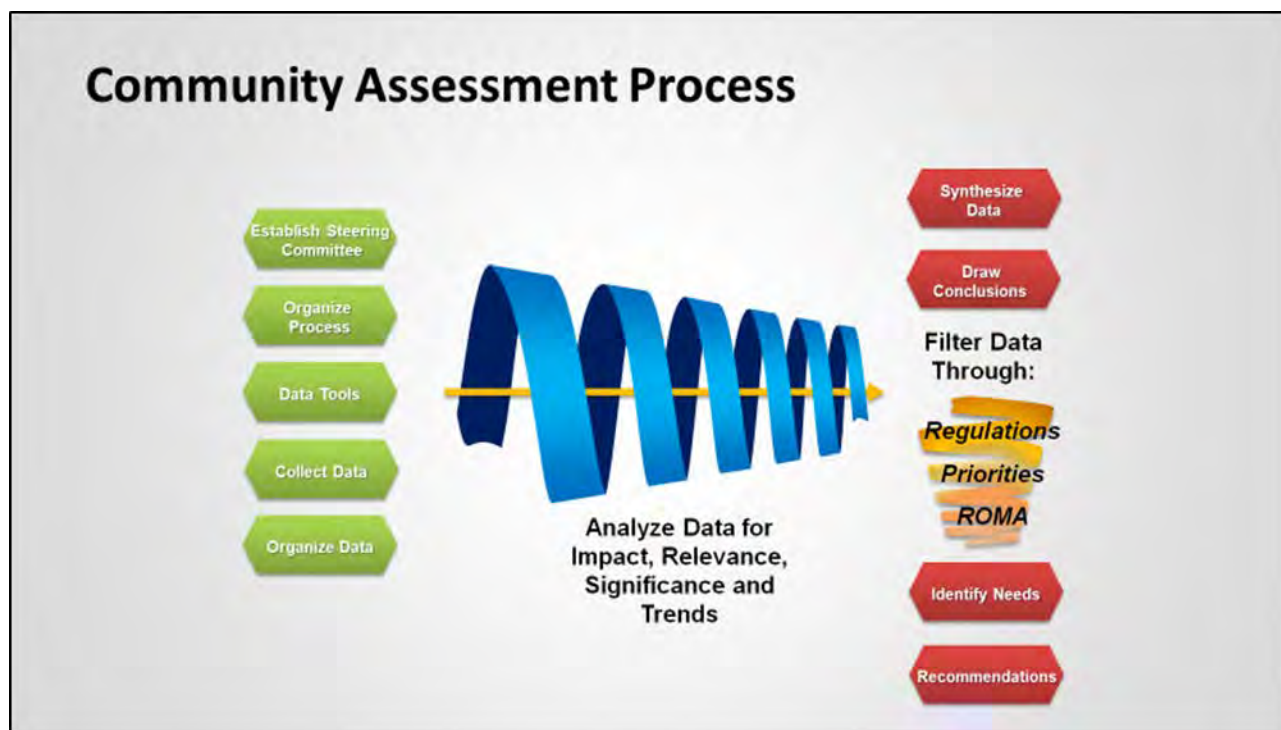 Community Assessment Process
Establish Steering
Committee
Organize
Process
Data Tools
Collect Data
Organize Data
Analyze Data for
Impact, Relevance,
Significance and
Trends
Synthesize
Data
Draw
Conclusions
Filter Data
Through:
Regulations
Priorities
ROMA
Identify Needs
Recommendations